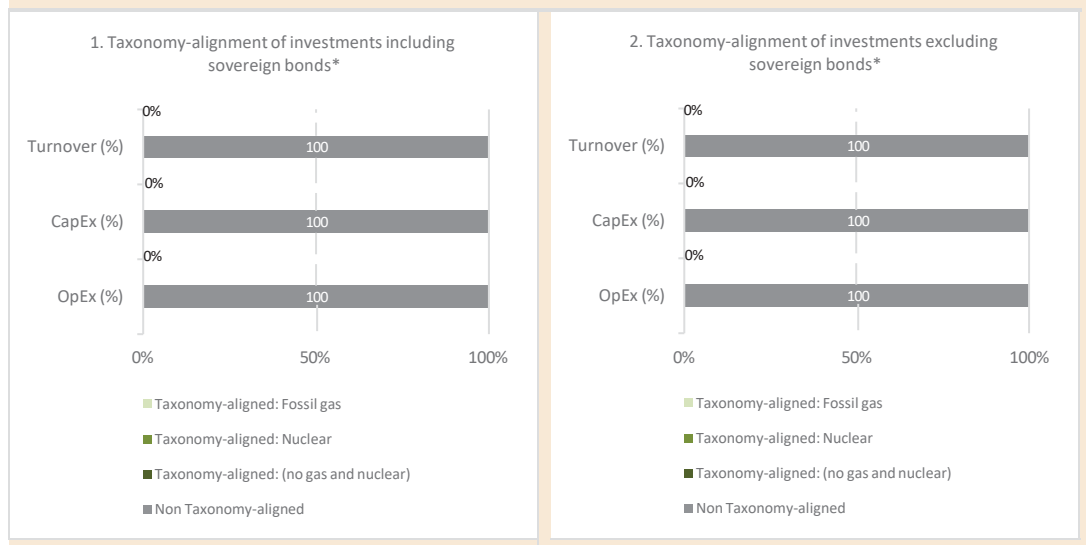 1. Taxonomy-alignment of investments including
sovereign bonds*
0%
Turnover (%)
100
0%
CapEx (%)
100
0%
OpEx (%)
100
0%
50%
100%
Taxonomy-aligned: Fossil gas
Taxonomy-aligned: Nuclear
Taxonomy-aligned: (no gas and nuclear)
Non Taxonomy-aligned
2. Taxonomy-alignment of investments excluding
sovereign bonds*
0%
Turnover (%)
100
0%
CapEx (%)
100
0%
OpEx (%)
100
0%
50%
100%
Taxonomy-aligned: Fossil gas
Taxonomy-aligned: Nuclear
Taxonomy-aligned: (no gas and nuclear)
Non Taxonomy-aligned